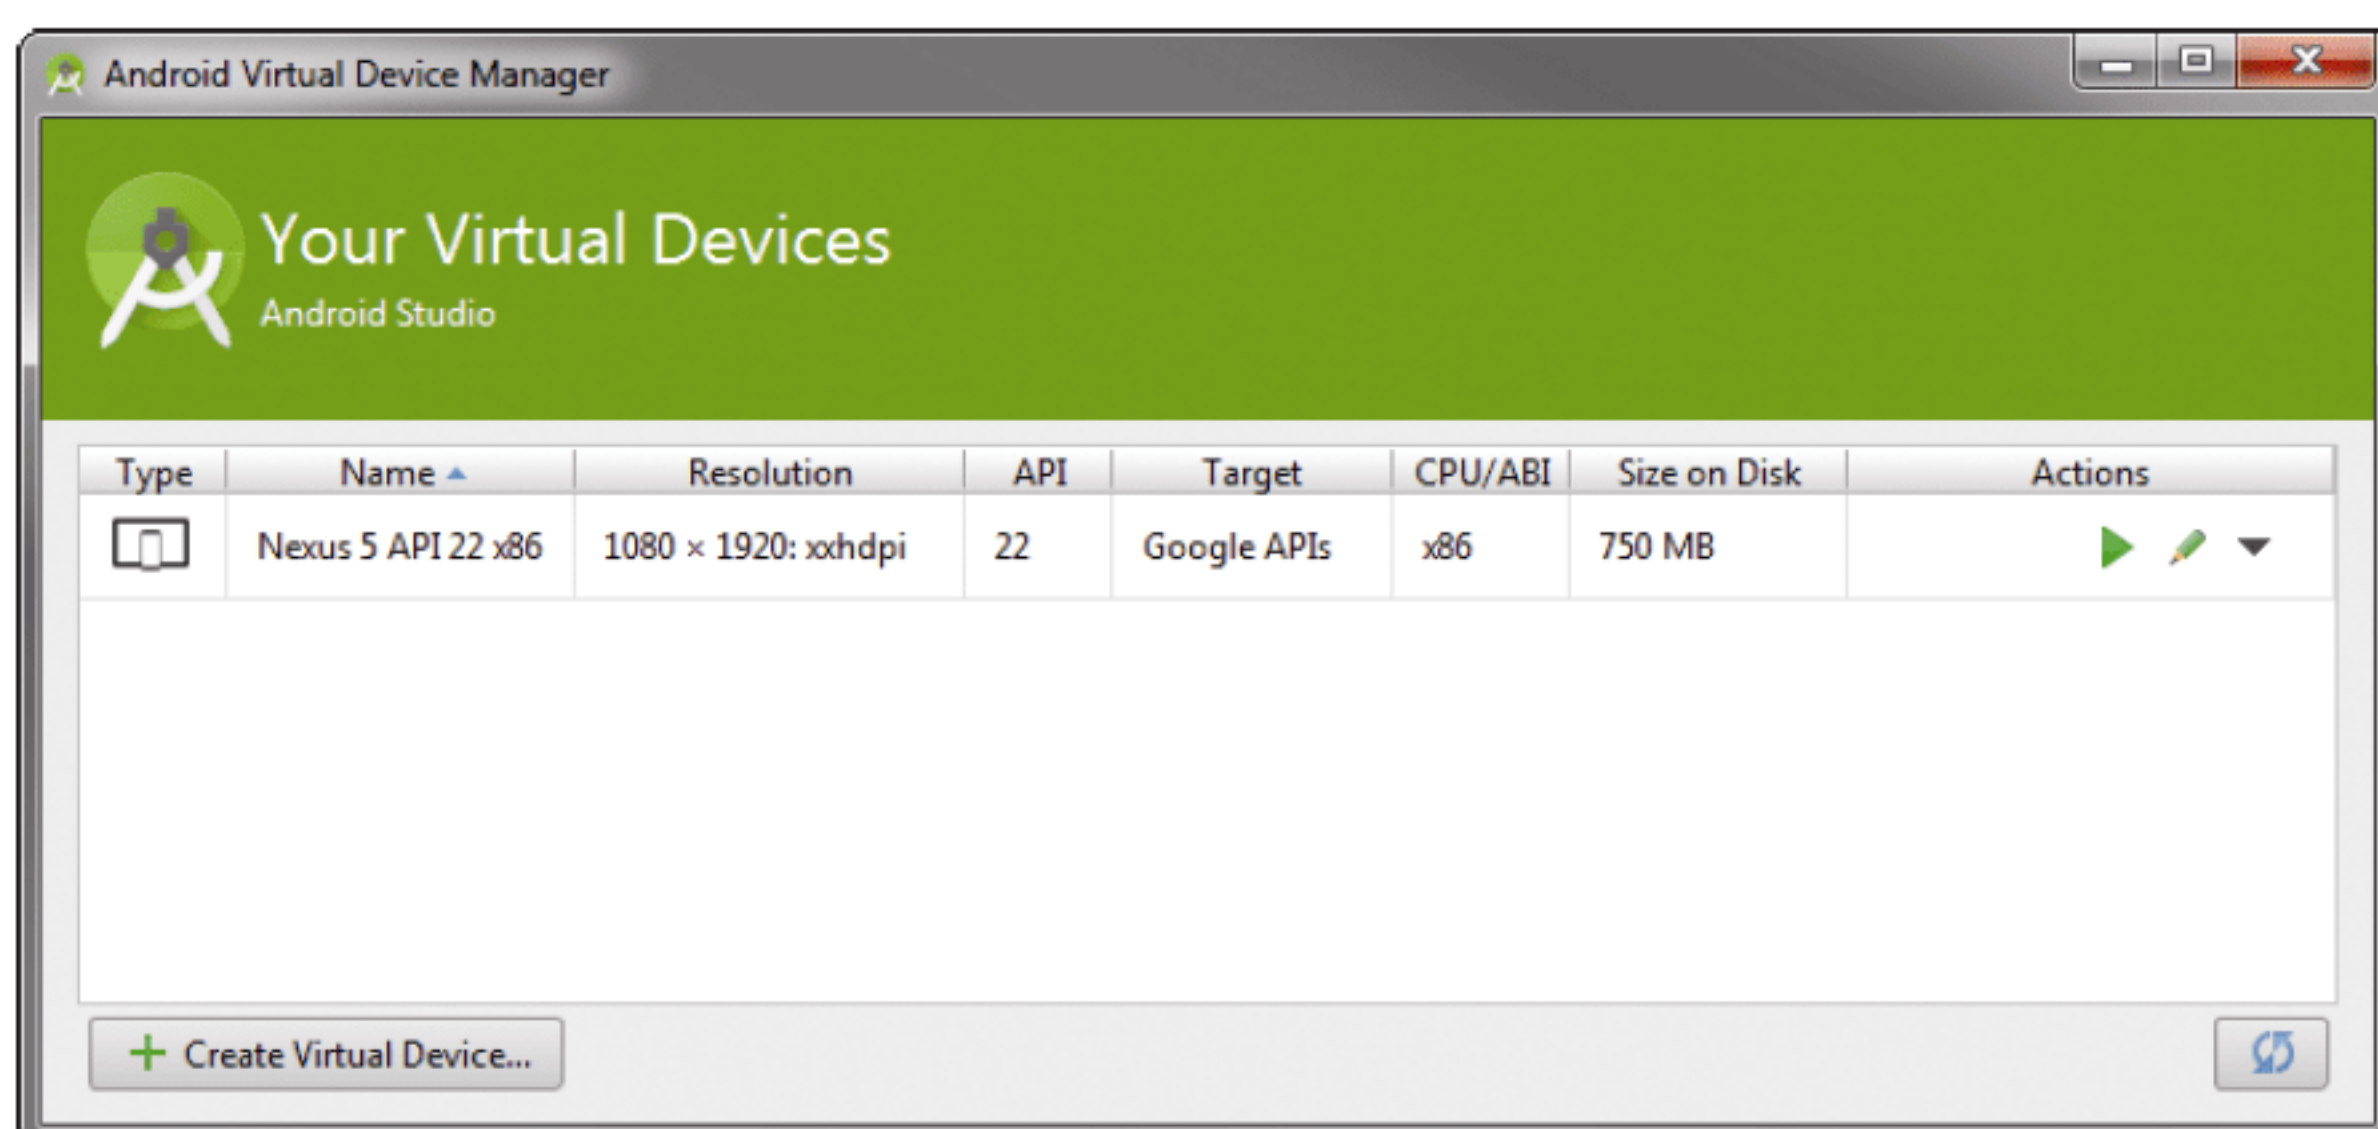 Android Virtual Device Manager
Your Virtual Devices
Android Studio
Type Name Resolution API Target CPU/ABI Size on Disk Actions
Nexus 5 API 22 x86 1080 × 1920: xxhdpi 22 Google APIs x86 750 MB
Create Virtual Device...